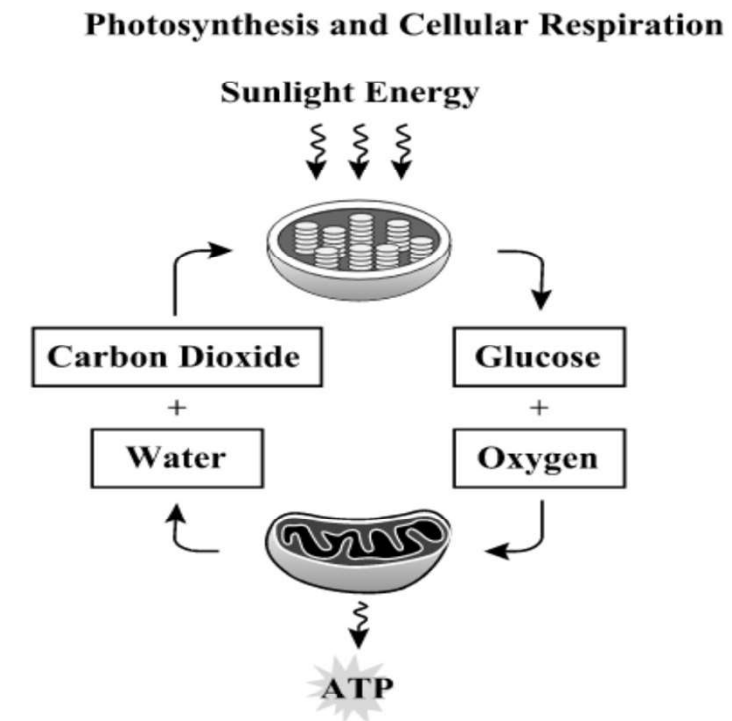 Photosynthesis and Cellular Respiration
Sunlight Energy
Carbon Dioxide
+
Water
Glucose
+
Oxygen
ATP